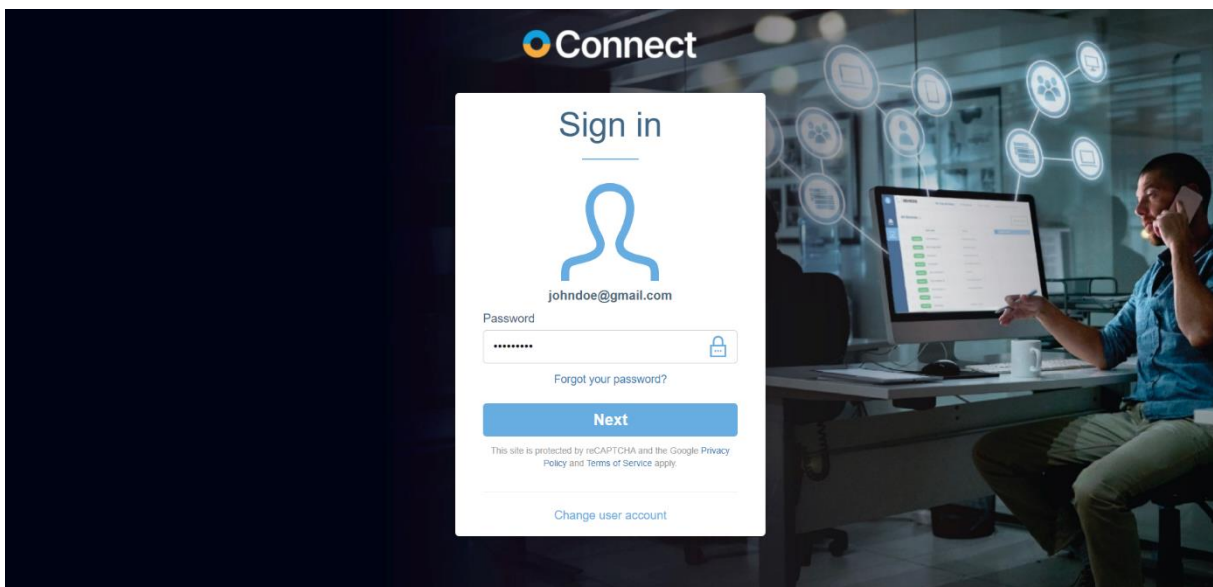 Connect
Sign in
johndoe@gmail.com
Password
•••••••••
Forgot your password?
Next
This site is protected by reCAPTCHA and the Google Privacy
Policy and Terms of Service apply.
Change user account